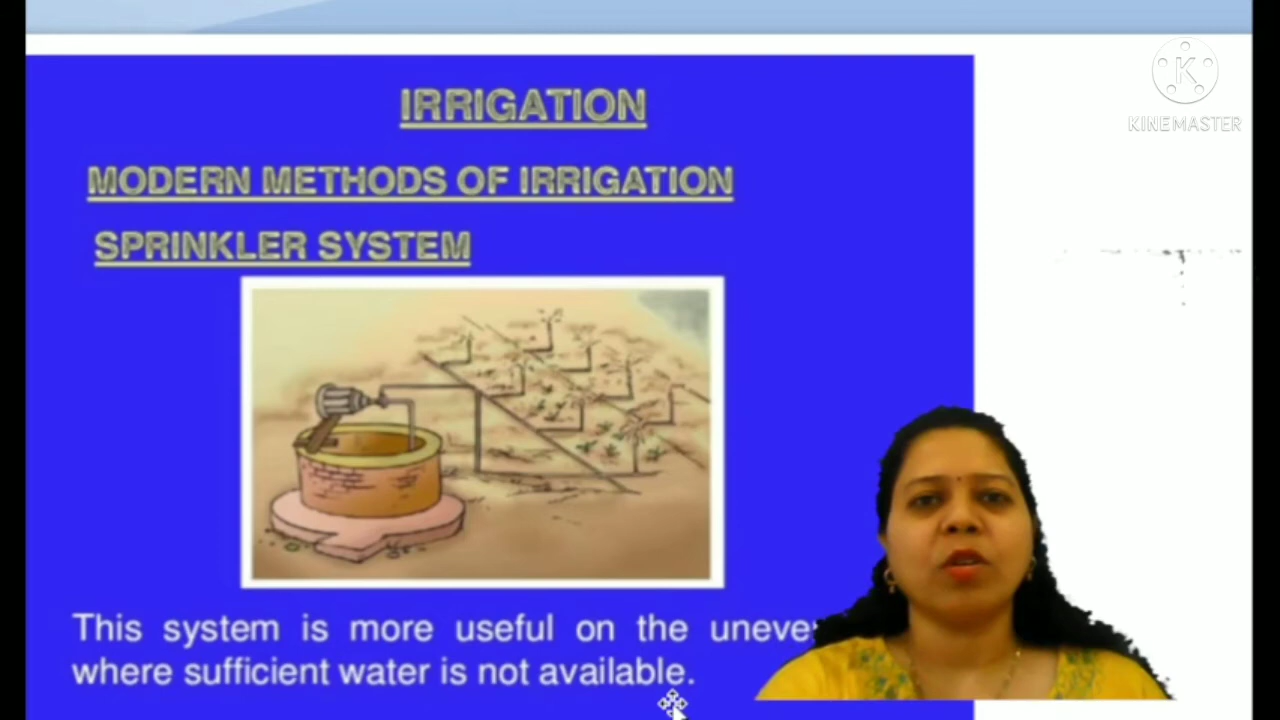 IRRIGATION
MODERN METHODS OF IRRIGATION
SPRINKLER SYSTEM
This system is more useful on the
where sufficient water is not available.
K
KINEMASTER